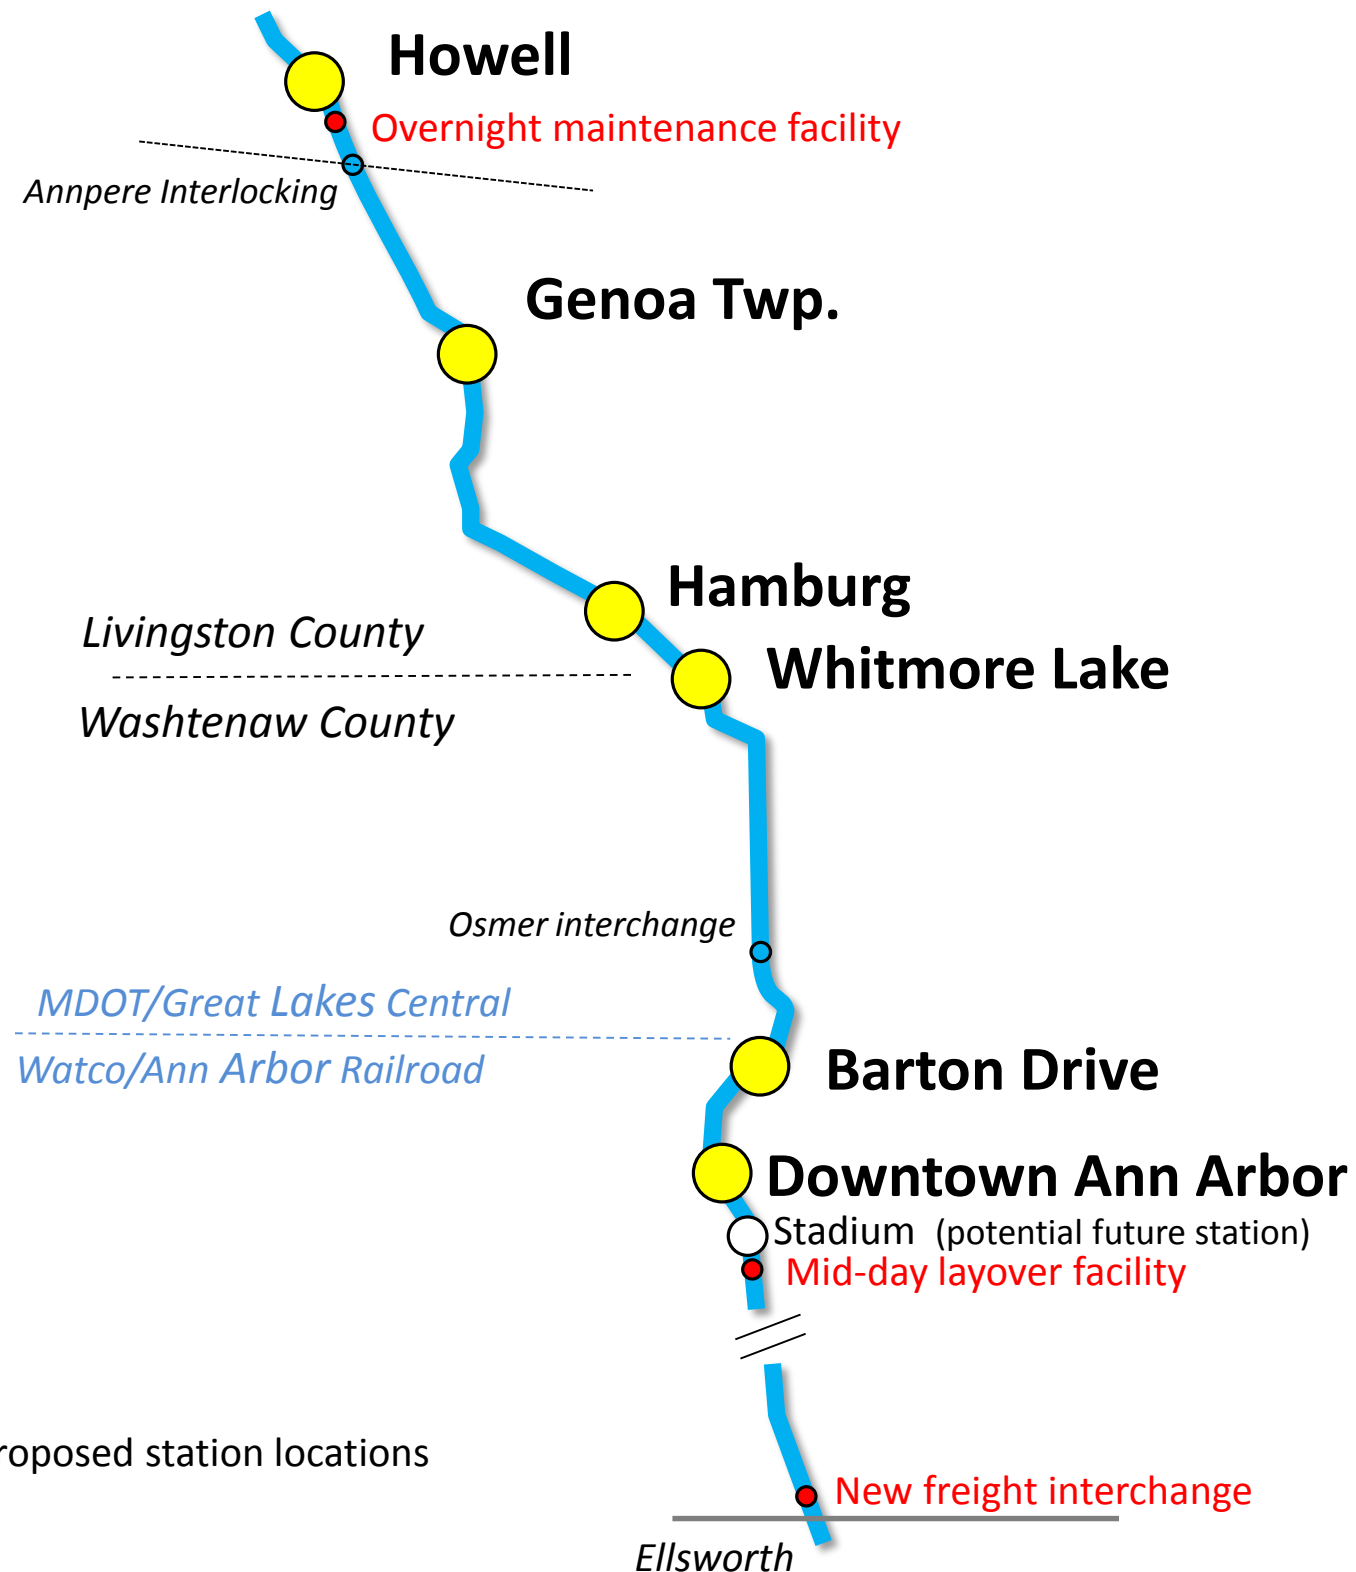 Howell
Overnight maintenance facility
Annpere Interlocking
Genoa Twp.
Hamburg
Livingston County
Whitmore Lake
Washtenaw County
Osmer interchange
MDOT/Great Lakes Central
Watco/Ann Arbor Railroad
Barton Drive
Downtown Ann Arbor
Stadium (potential future station)
Mid-day layover facility
roposed station locations
New freight interchange
Ellsworth